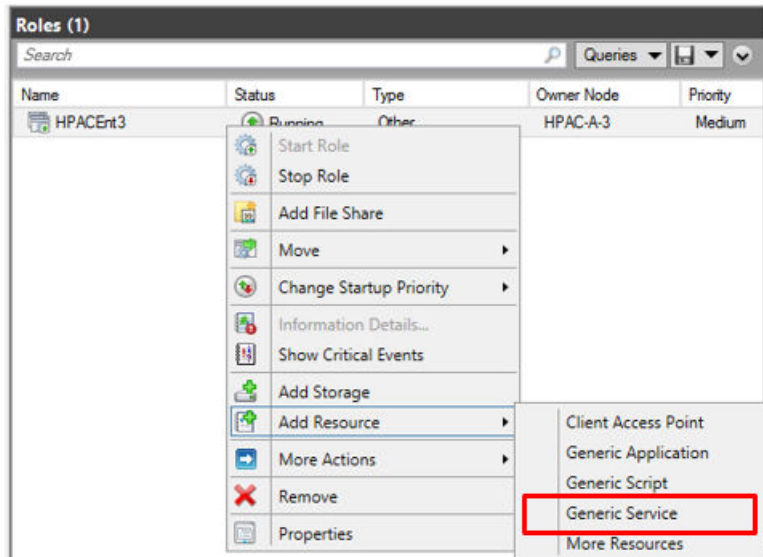 Roles (1)
Search
Queries
Name Status Type Owner Node Priority
HPACEnt3 Running Other HPAC-A-3 Medium
Start Role
Stop Role
Add File Share
Move
Change Startup Priority
Information Details...
Show Critical Events
Add Storage
Add Resource
More Actions
Remove
Properties
Client Access Point
Generic Application
Generic Script
Generic Service
More Resources